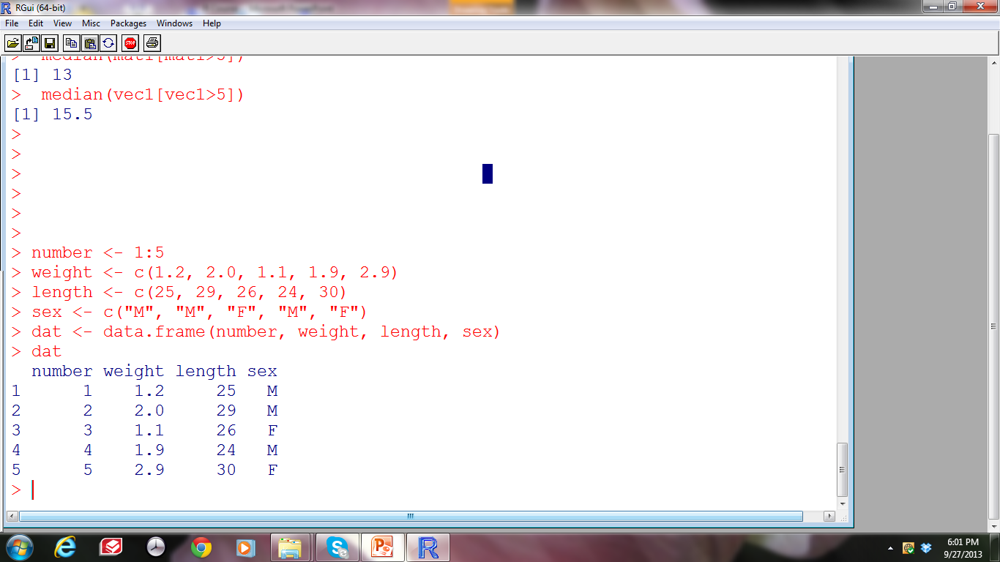 RGui (64-bit)
File Edit View Misc Packages Windows Help
STOP
> median(mat1[mat1>5])
[1] 13
>  median(vec1[vec1>5])
[1] 15.5
>
>
>
>
>
>
> number <- 1:5
> weight <- c(1.2, 2.0, 1.1, 1.9, 2.9)
> length <- c(25, 29, 26, 24, 30)
> sex <- c("M", "M", "F", "M", "F")
> dat <- data.frame(number, weight, length, sex)
> dat
  number weight length sex
1      1    1.2     25   M
2      2    2.0     29   M
3      3    1.1     26   F
4      4    1.9     24   M
5      5    2.9     30   F
>
6:01 PM
9/27/2013